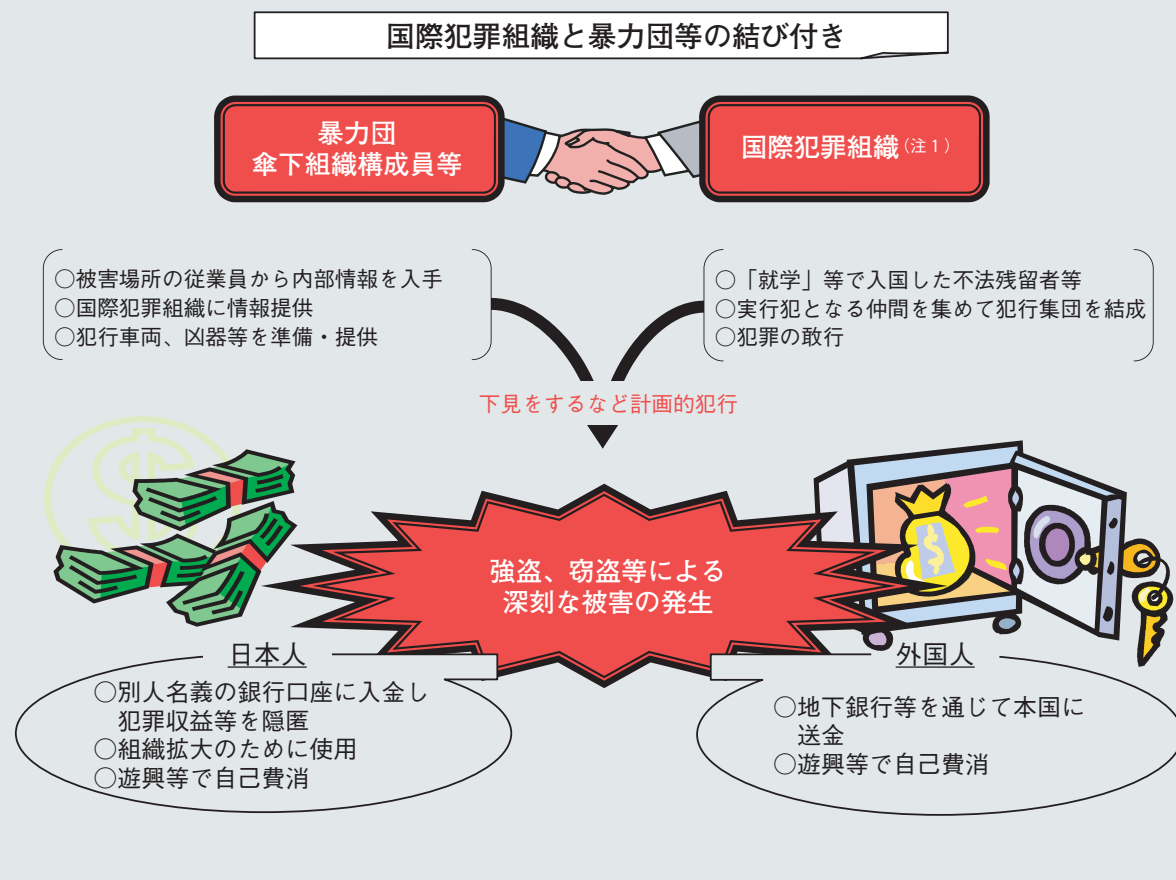 国際犯罪組織と暴力団等の結び付き
暴力団
傘下組織構成員等
国際犯罪組織(注1)
○被害場所の従業員から内部情報を入手
○国際犯罪組織に情報提供
○犯行車両、凶器等を準備・提供
○「就学」等で入国した不法残留者等
○実行犯となる仲間を集めて犯行集団を結成
○犯罪の敢行
下見をするなど計画的犯行
強盗、窃盗等による
深刻な被害の発生
日本人
○別人名義の銀行口座に入金し
犯罪収益等を隠匿
○組織拡大のために使用
○遊興等で自己費消
外国人
○地下銀行等を通じて本国に
送金
○遊興等で自己費消